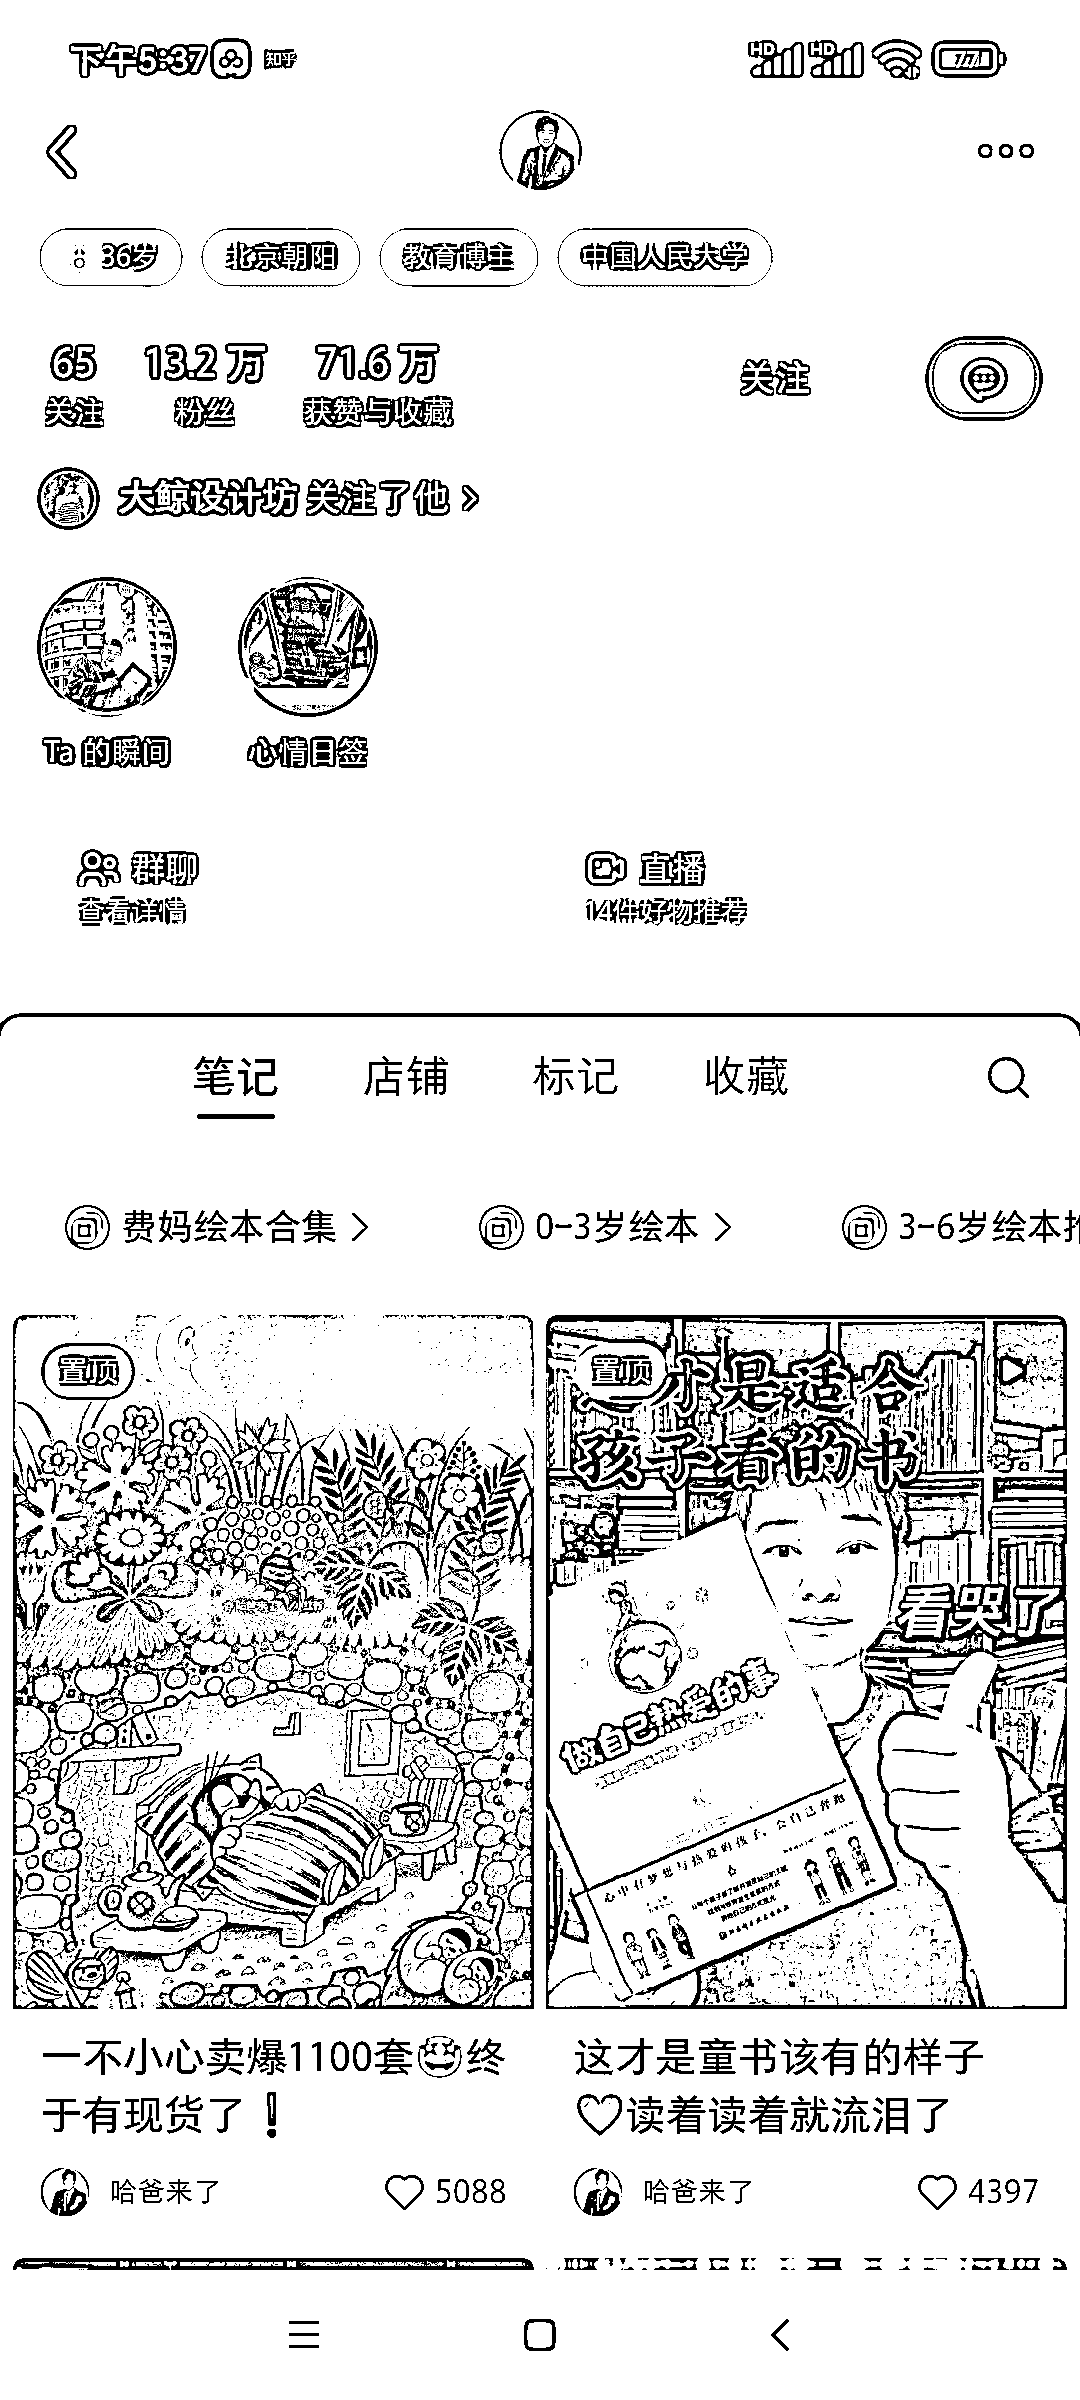 下午5:37 知乎
36岁 北京朝阳 教育博主 中国人民大学
65 13.2万 71.6万
关注 粉丝 获赞与收藏
关注
大鲸设计坊 关注了他
Ta 的瞬间 心情日签
群聊 直播
查看详情 14件好物推荐
笔记 店铺 标记 收藏
费妈绘本合集 0-3岁绘本 3-6岁绘本
置顶
置顶 才是适合
孩子看的书
看哭了
做自己热爱的事
心中有梦想与热爱的孩子,会自己奔跑
一不小心卖爆1100套🤩终
于有现货了❗
哈爸来了 5088
这才是童书该有的样子
♡读着读着就流泪了
哈爸来了 4397